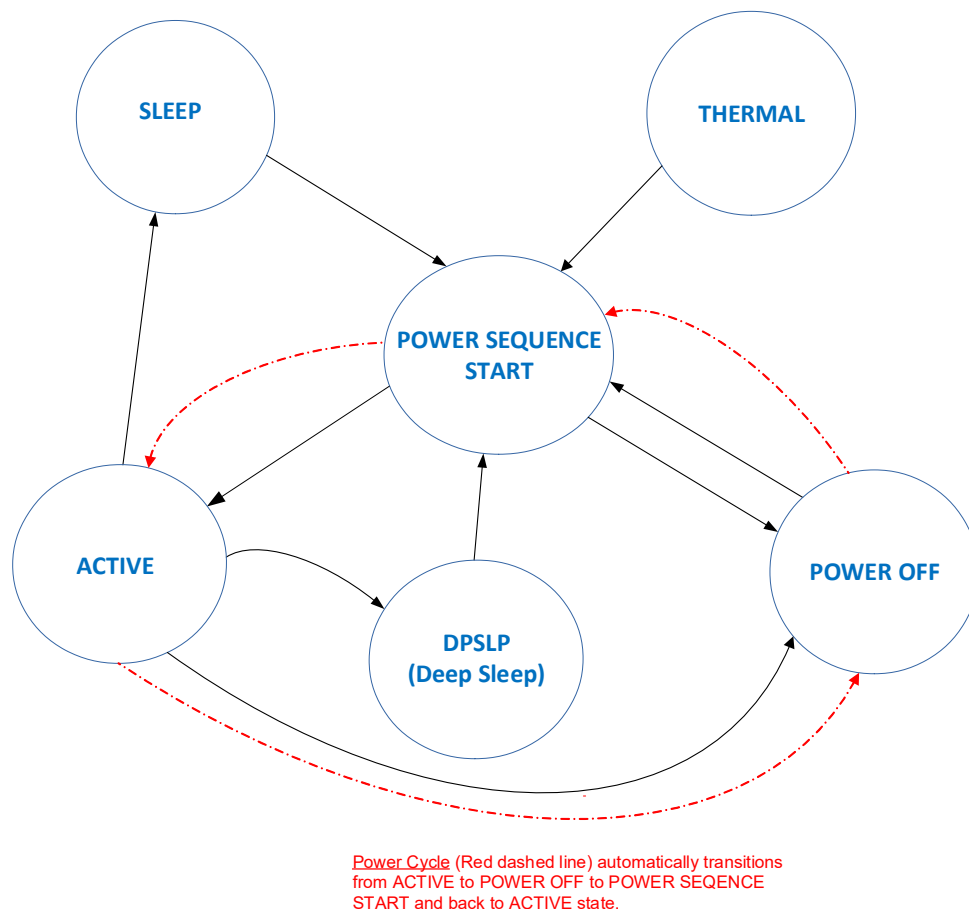 SLEEP
THERMAL
POWER SEQUENCE
START
ACTIVE
POWER OFF
DPSLP
(Deep Sleep)
Power Cycle (Red dashed line) automatically transitions
from ACTIVE to POWER OFF to POWER SEQENCE
START and back to ACTIVE state.